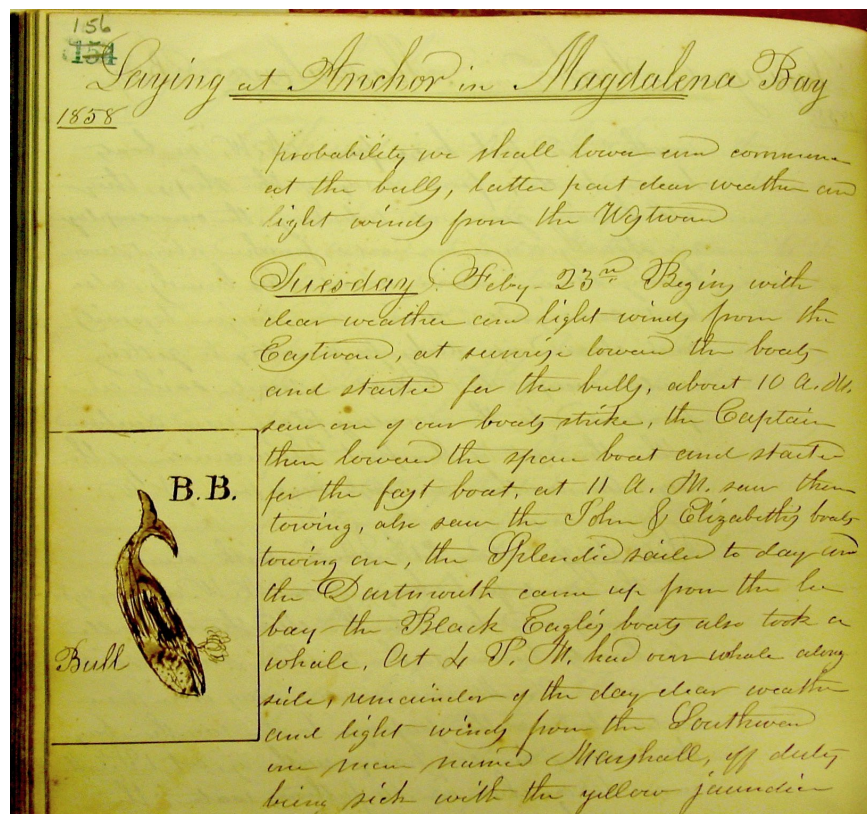 156
154
Laying at Anchor in Magdalena Bay
1858
probability we shall lower and commence
at the bulls, latter part clear weather and
light winds from the Westward
Tuesday. Feby. 23rd Begins with
clear weather and light winds from the
Eastward, at sunrise lowered the boats
and started for the bulls, about 10 A.M.
saw one of our boats strike, the Captain
then lowered the spare boat and started
for the fast boat, at 11 A. M. saw them
towing, also saw the John & Elizabeth's boats
towing one, the Splendid sailed to day and
the Dartmouth came up from the lee
bay the Black Eagle's boats also took a
whale. At 4 P. M. had our whale along
side, remainder of the day clear weather
and light winds from the Southward
one man named Marshall, off duty
being sick with the yellow jaundice
B.B.
Bull